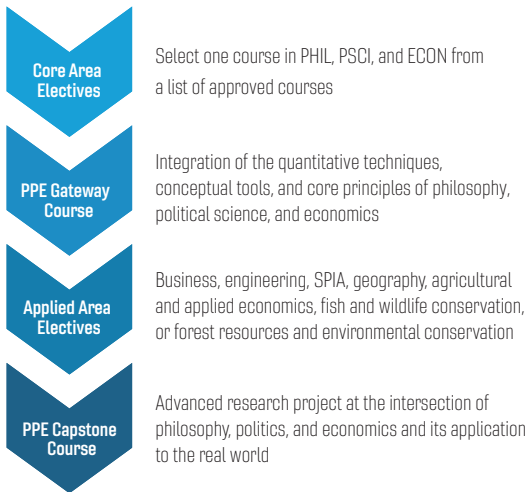 Core Area
Electives
Select one course in PHIL, PSCI, and ECON from
a list of approved courses
PPE Gateway
Course
Integration of the quantitative techniques,
conceptual tools, and core principles of philosophy,
political science, and economics
Applied Area
Electives
Business, engineering, SPIA, geography, agricultural
and applied economics, fish and wildlife conservation,
or forest resources and environmental conservation
PPE Capstone
Course
Advanced research project at the intersection of
philosophy, politics, and economics and its application
to the real world